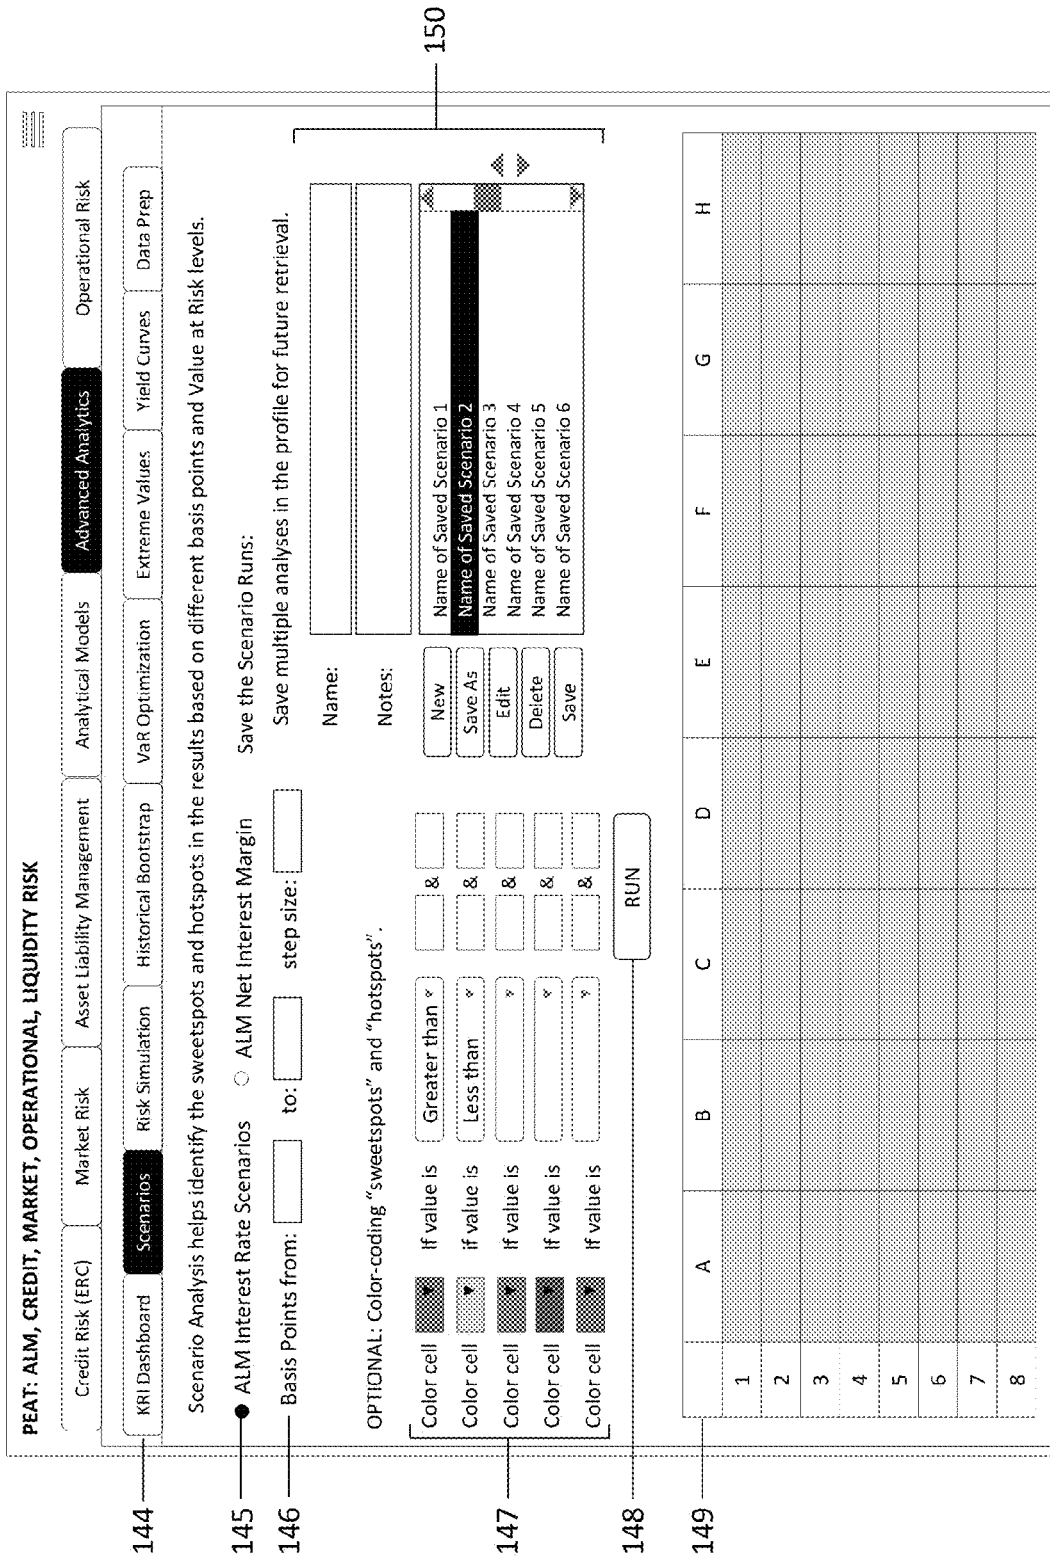 PEAT: ALM, CREDIT, MARKET, OPERATIONAL, LIQUIDITY RISK
Credit Risk (ERC) Market Risk Asset Liability Management Analytical Models Advanced Analytics Operational Risk
144 KRI Dashboard Scenarios Risk Simulation Historical Bootstrap VaR Optimization Extreme Values Yield Curves Data Prep
Scenario Analysis helps identify the sweetspots and hotspots in the results based on different basis points and Value at Risk levels.
145 ALM Interest Rate Scenarios ALM Net Interest Margin Save the Scenario Runs:
146 Basis Points from: to: step size: Save multiple analyses in the profile for future retrieval.
150
Name:
Notes:
OPTIONAL: Color-coding “sweetspots” and “hotspots”.
147
Color cell If value is Greater than & New Name of Saved Scenario 1
Color cell if value is Less than & Save As Name of Saved Scenario 2
Color cell If value is & Edit Name of Saved Scenario 3
Name of Saved Scenario 4
Color cell If value is & Delete Name of Saved Scenario 5
Color cell If value is & Save Name of Saved Scenario 6
148 RUN
149 A B C D E F G H
1
2
3
4
5
6
7
8